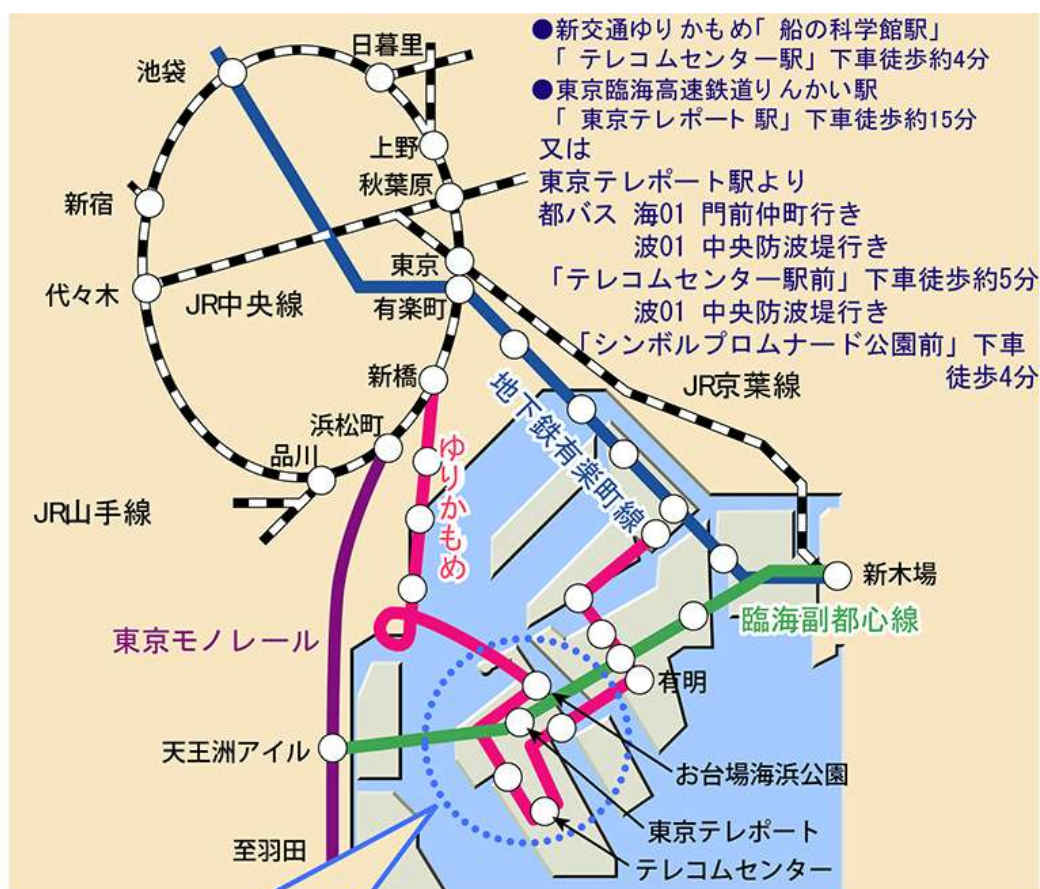 ●新交通ゆりかもめ「船の科学館駅」
「テレコムセンター駅」下車徒歩約4分
●東京臨海高速鉄道りんかい駅
「東京テレポート駅」下車徒歩約15分
又は
東京テレポート駅より
都バス 海01 門前仲町行き
波01 中央防波堤行き
「テレコムセンター駅前」下車徒歩約5分
波01 中央防波堤行き
「シンボルプロムナード公園前」下車
徒歩4分
日暮里
池袋
上野
秋葉原
新宿
東京
代々木
JR中央線
有楽町
新橋
JR京葉線
地下鉄有楽町線
浜松町
品川
ゆりかもめ
JR山手線
新木場
臨海副都心線
東京モノレール
有明
天王洲アイル
お台場海浜公園
東京テレポート
至羽田
テレコムセンター